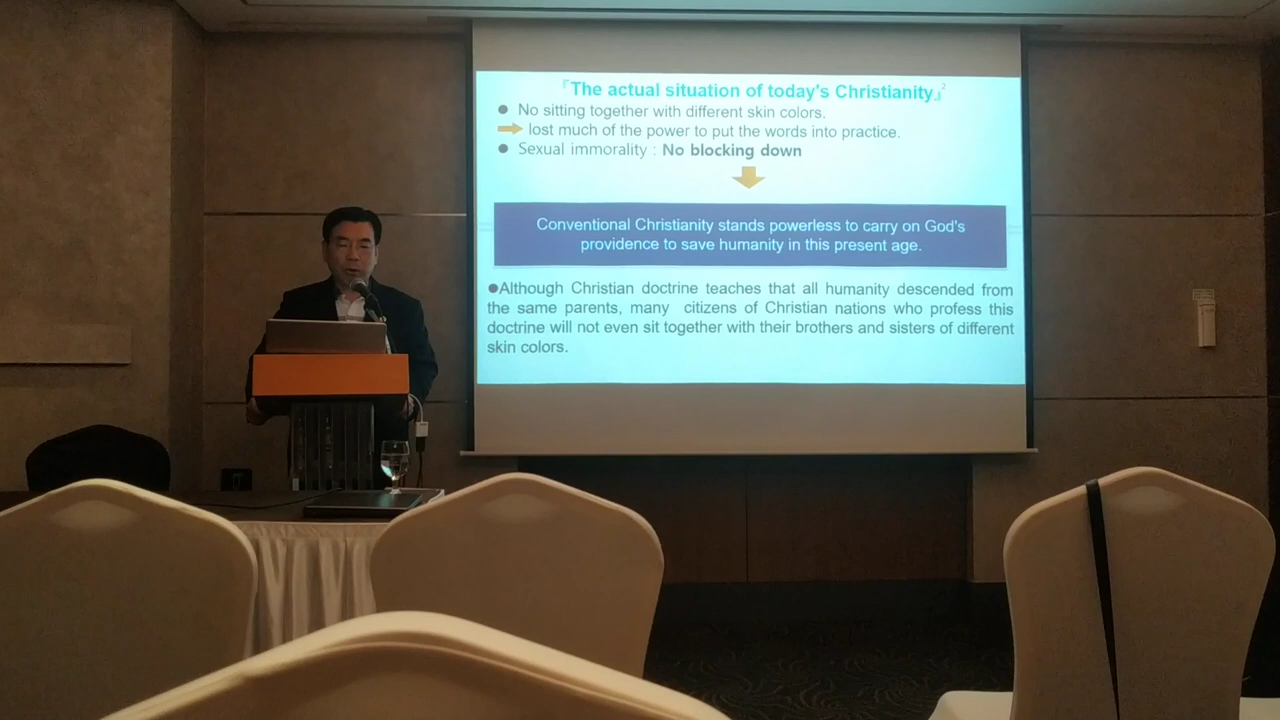 『The actual situation of today's Christianity』2
● No sitting together with different skin colors.
lost much of the power to put the words into practice.
● Sexual immorality : No blocking down
Conventional Christianity stands powerless to carry on God's
providence to save humanity in this present age.
●Although Christian doctrine teaches that all humanity descended from
the same parents, many citizens of Christian nations who profess this
doctrine will not even sit together with their brothers and sisters of different
skin colors.